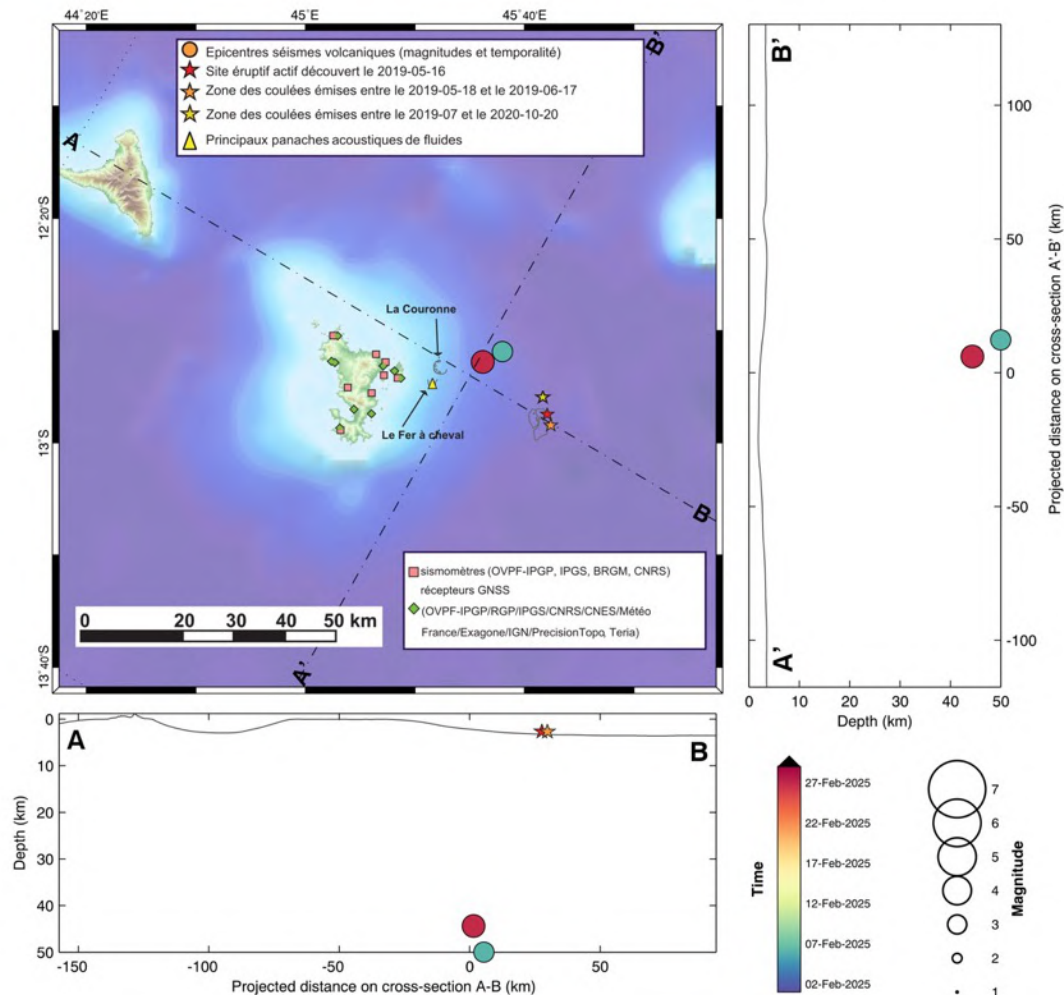 44˚20'E
45˚E
45˚40'E
B'
Epicentres séismes volcaniques (magnitudes et temporalité)
Site éruptif actif découvert le 2019-05-16
Zone des coulées émises entre le 2019-05-18 et le 2019-06-17
Zone des coulées émises entre le 2019-07 et le 2020-10-20
Principaux panaches acoustiques de fluides
A
12˚20'S
La Couronne
Le Fer à cheval
13˚S
B
sismomètres (OVPF-IPGP, IPGS, BRGM, CNRS)
récepteurs GNSS
(OVPF-IPGP/RGP/IPGS/CNRS/CNES/Météo
France/Exagone/IGN/PrecisionTopo, Teria)
0 20 30 40 50 km
A'
13˚40'S
B'
100
50
0
-50
-100
Projected distance on cross-section A'-B' (km)
A'
0 10 20 30 40 50
Depth (km)
A
B
0
10
20
30
40
50
Depth (km)
-150 -100 -50 0 50
Projected distance on cross-section A-B (km)
Time
27-Feb-2025
22-Feb-2025
17-Feb-2025
12-Feb-2025
07-Feb-2025
02-Feb-2025
7
6
5
4
3
2
1
Magnitude